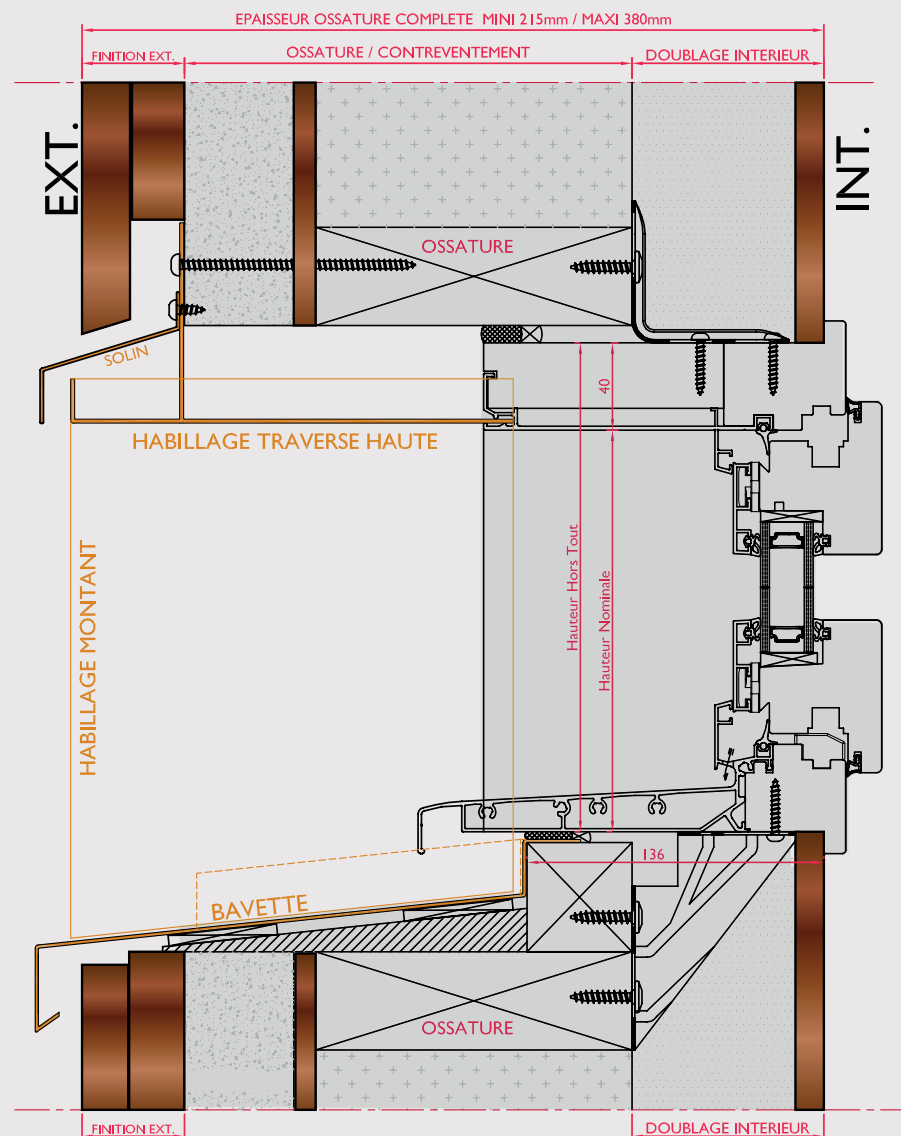 EPAISSEUR OSSATURE COMPLETE MINI 215mm / MAXI 380mm
FINITION EXT.
OSSATURE / CONTREVENTEMENT
DOUBLAGE INTERIEUR
EXT.
INT.
OSSATURE
SOLIN
40
HABILLAGE TRAVERSE HAUTE
HABILLAGE MONTANT
Hauteur Hors Tout
Hauteur Nominale
136
BAVETTE
OSSATURE
FINITION EXT.
DOUBLAGE INTERIEUR